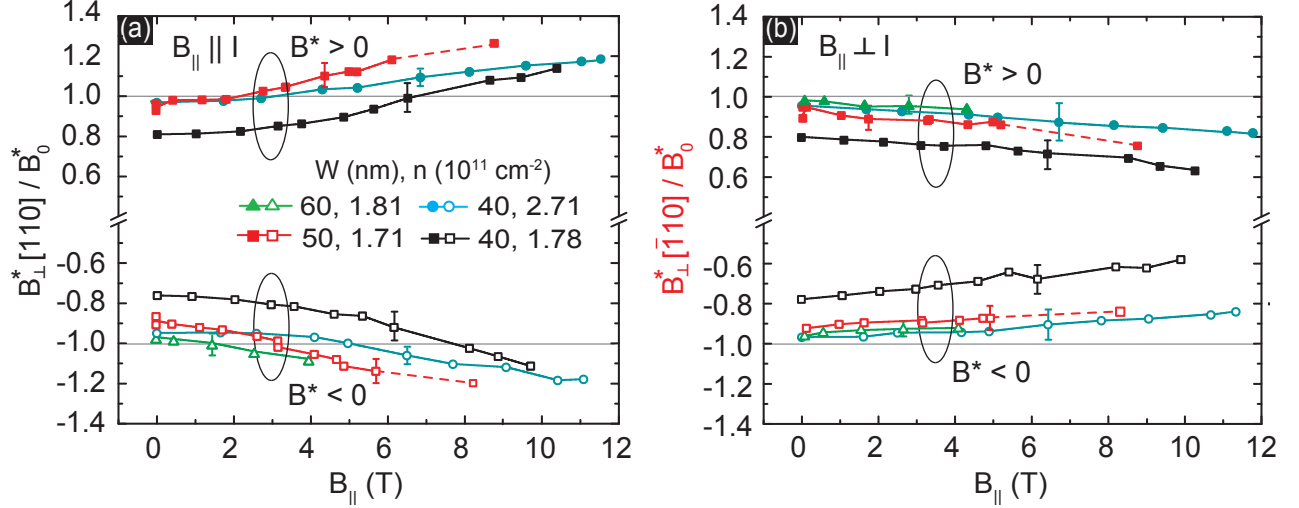 (a)
B|| || I
B* > 0
1.4
1.2
1.0
0.8
0.6
-0.6
-0.8
-1.0
-1.2
-1.4
B*⊥ [110] / B*0
W (nm), n (10¹¹ cm⁻²)
60, 1.81
40, 2.71
50, 1.71
40, 1.78
B* < 0
0 2 4 6 8 10 12
B|| (T)
(b)
B|| ⊥ I
B* > 0
1.4
1.2
1.0
0.8
0.6
-0.6
-0.8
-1.0
-1.2
-1.4
B*⊥ [1̄10] / B*0
B* < 0
0 2 4 6 8 10 12
B|| (T)